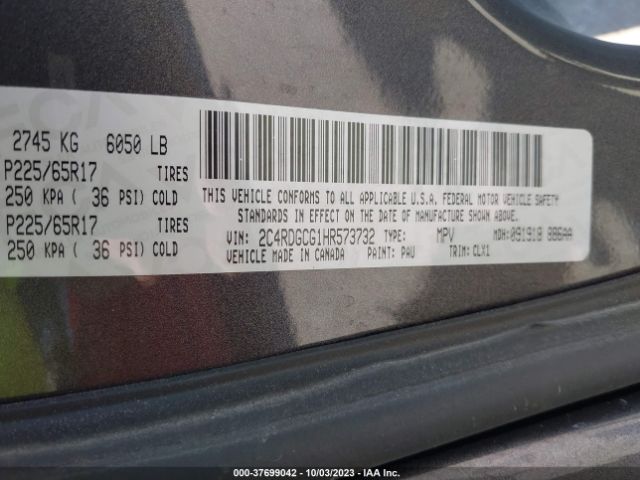 2745 KG 6050 LB
P225/65R17 TIRES
250 KPA ( 36 PSI) COLD
P225/65R17 TIRES
250 KPA ( 36 PSI) COLD
THIS VEHICLE CONFORMS TO ALL APPLICABLE U.S.A. FEDERAL MOTOR VEHICLE SAFETY
STANDARDS IN EFFECT ON THE DATE OF MANUFACTURE SHOWN ABOVE.
VIN: 2C4RDGCG1HR573732 TYPE: MPV MDH: 091918 886AA
VEHICLE MADE IN CANADA PAINT: PAU TRIM: CLX1
000-37699042 - 10/03/2023 - IAA Inc.